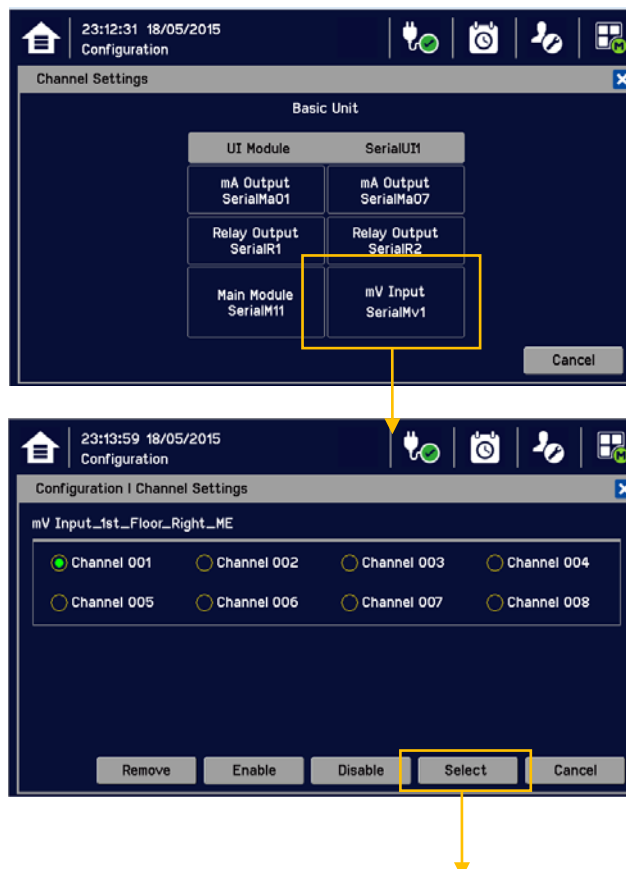 23:12:31 18/05/2015
Configuration
Channel Settings
Basic Unit
UI Module SerialUI1
mA Output mA Output
SerialMa01 SerialMa07
Relay Output Relay Output
SerialR1 SerialR2
Main Module mV Input
SerialM11 SerialMv1
Cancel
23:13:59 18/05/2015
Configuration
Configuration | Channel Settings
mV Input_1st_Floor_Right_ME
Channel 001 Channel 002 Channel 003 Channel 004
Channel 005 Channel 006 Channel 007 Channel 008
Remove Enable Disable Select Cancel